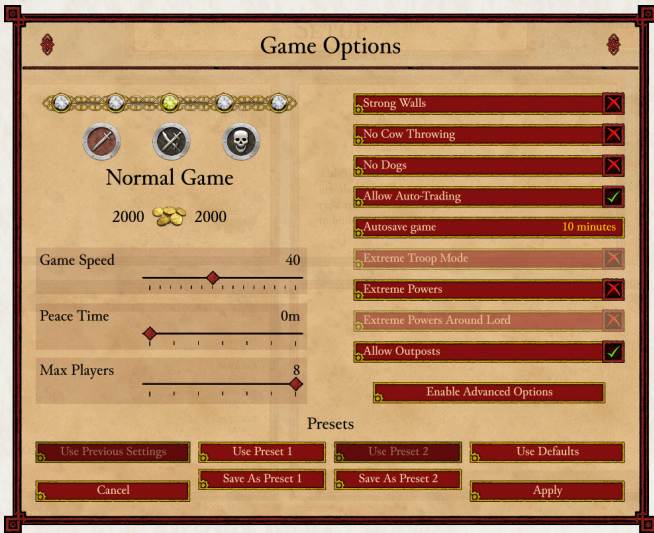 Game Options
Normal Game
2000 2000
Game Speed 40
Peace Time 0m
Max Players 8
Strong Walls
No Cow Throwing
No Dogs
Allow Auto-Trading
Autosave game 10 minutes
Extreme Troop Mode
Extreme Powers
Extreme Powers Around Lord
Allow Outposts
Enable Advanced Options
Presets
Use Previous Settings Use Preset 1 Use Preset 2 Use Defaults
Save As Preset 1 Save As Preset 2
Cancel Apply